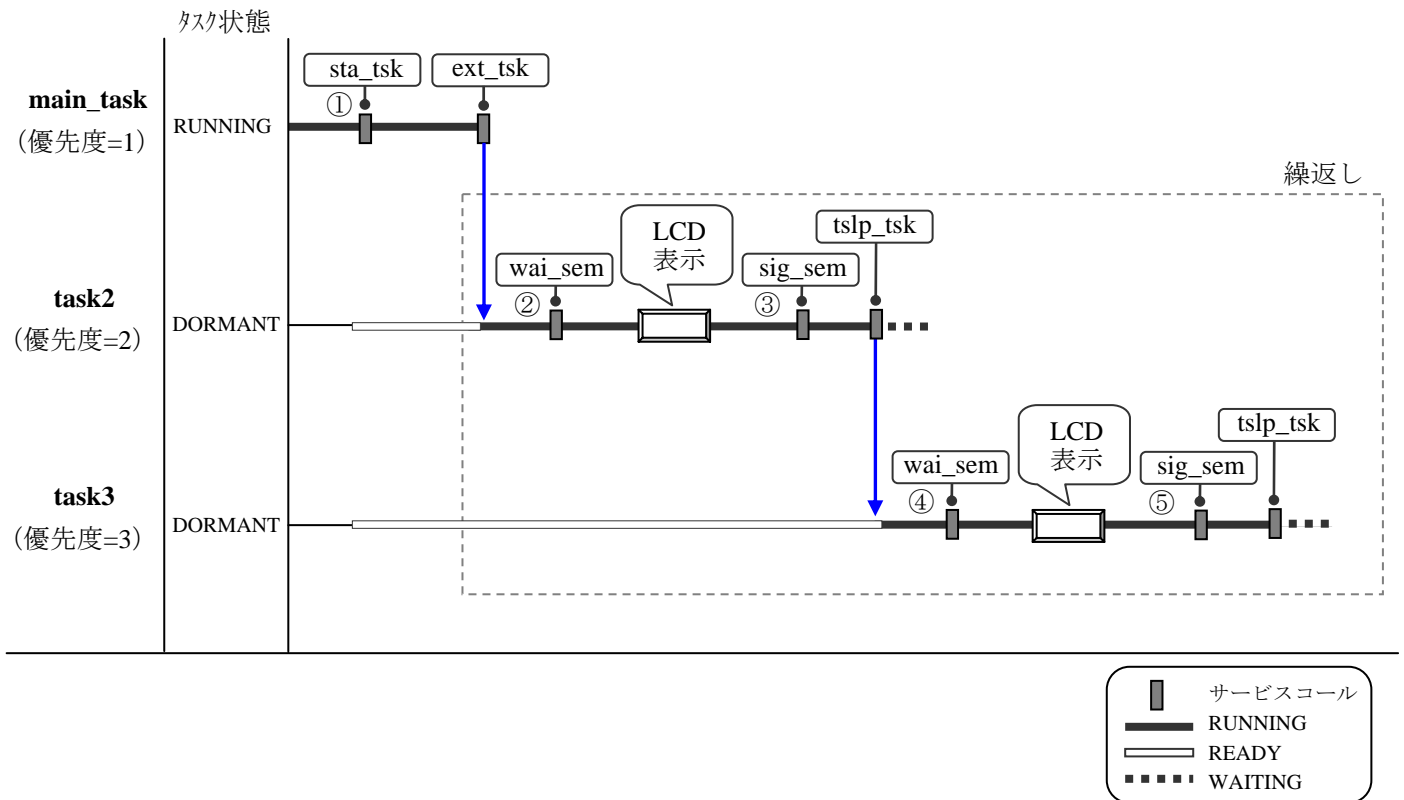 タスク状態
sta_tsk
ext_tsk
main_task
(優先度=1)
①
RUNNING
繰返し
LCD
表示
tslp_tsk
wai_sem
sig_sem
task2
(優先度=2)
②
③
DORMANT
LCD
表示
tslp_tsk
wai_sem
sig_sem
task3
(優先度=3)
④
⑤
DORMANT
サービスコール
RUNNING
READY
WAITING